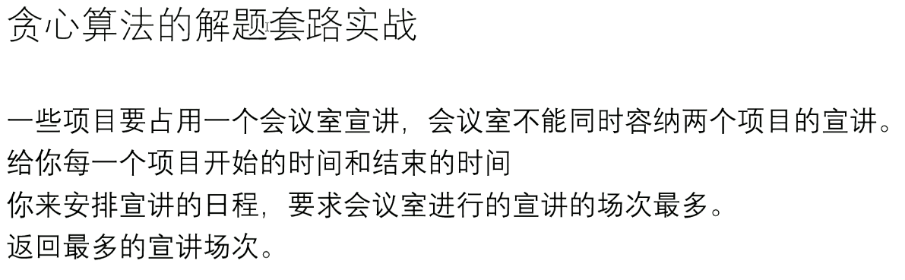 贪心算法的解题套路实战
一些项目要占用一个会议室宣讲，会议室不能同时容纳两个项目的宣讲。
给你每一个项目开始的时间和结束的时间
你来安排宣讲的日程，要求会议室进行的宣讲的场次最多。
返回最多的宣讲场次。